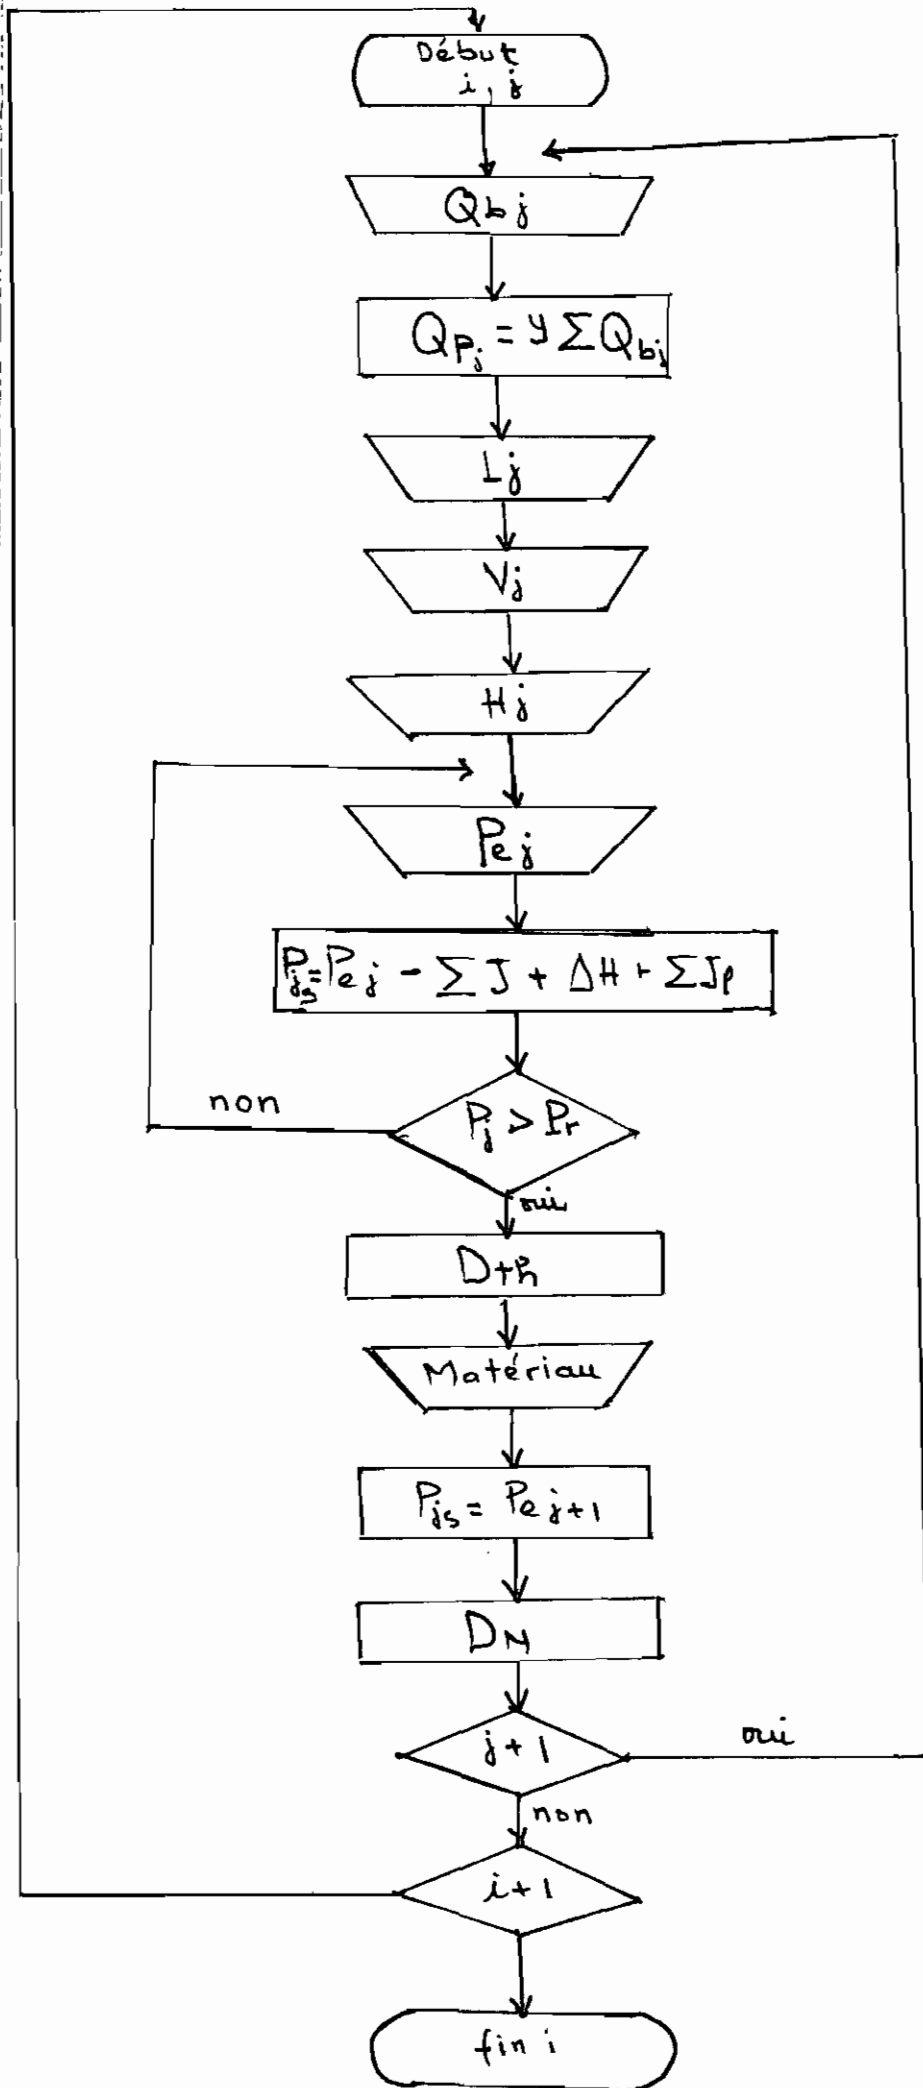 Début
i, j
Qbj
QPj = y ΣQbj
Lj
Vj
Hj
Pej
Pjs = Pej - ΣJ + ΔH + ΣJp
non
Pj > Pr
oui
Dth
Matériau
Pjs = Pej+1
DN
j+1
oui
non
i+1
fin i